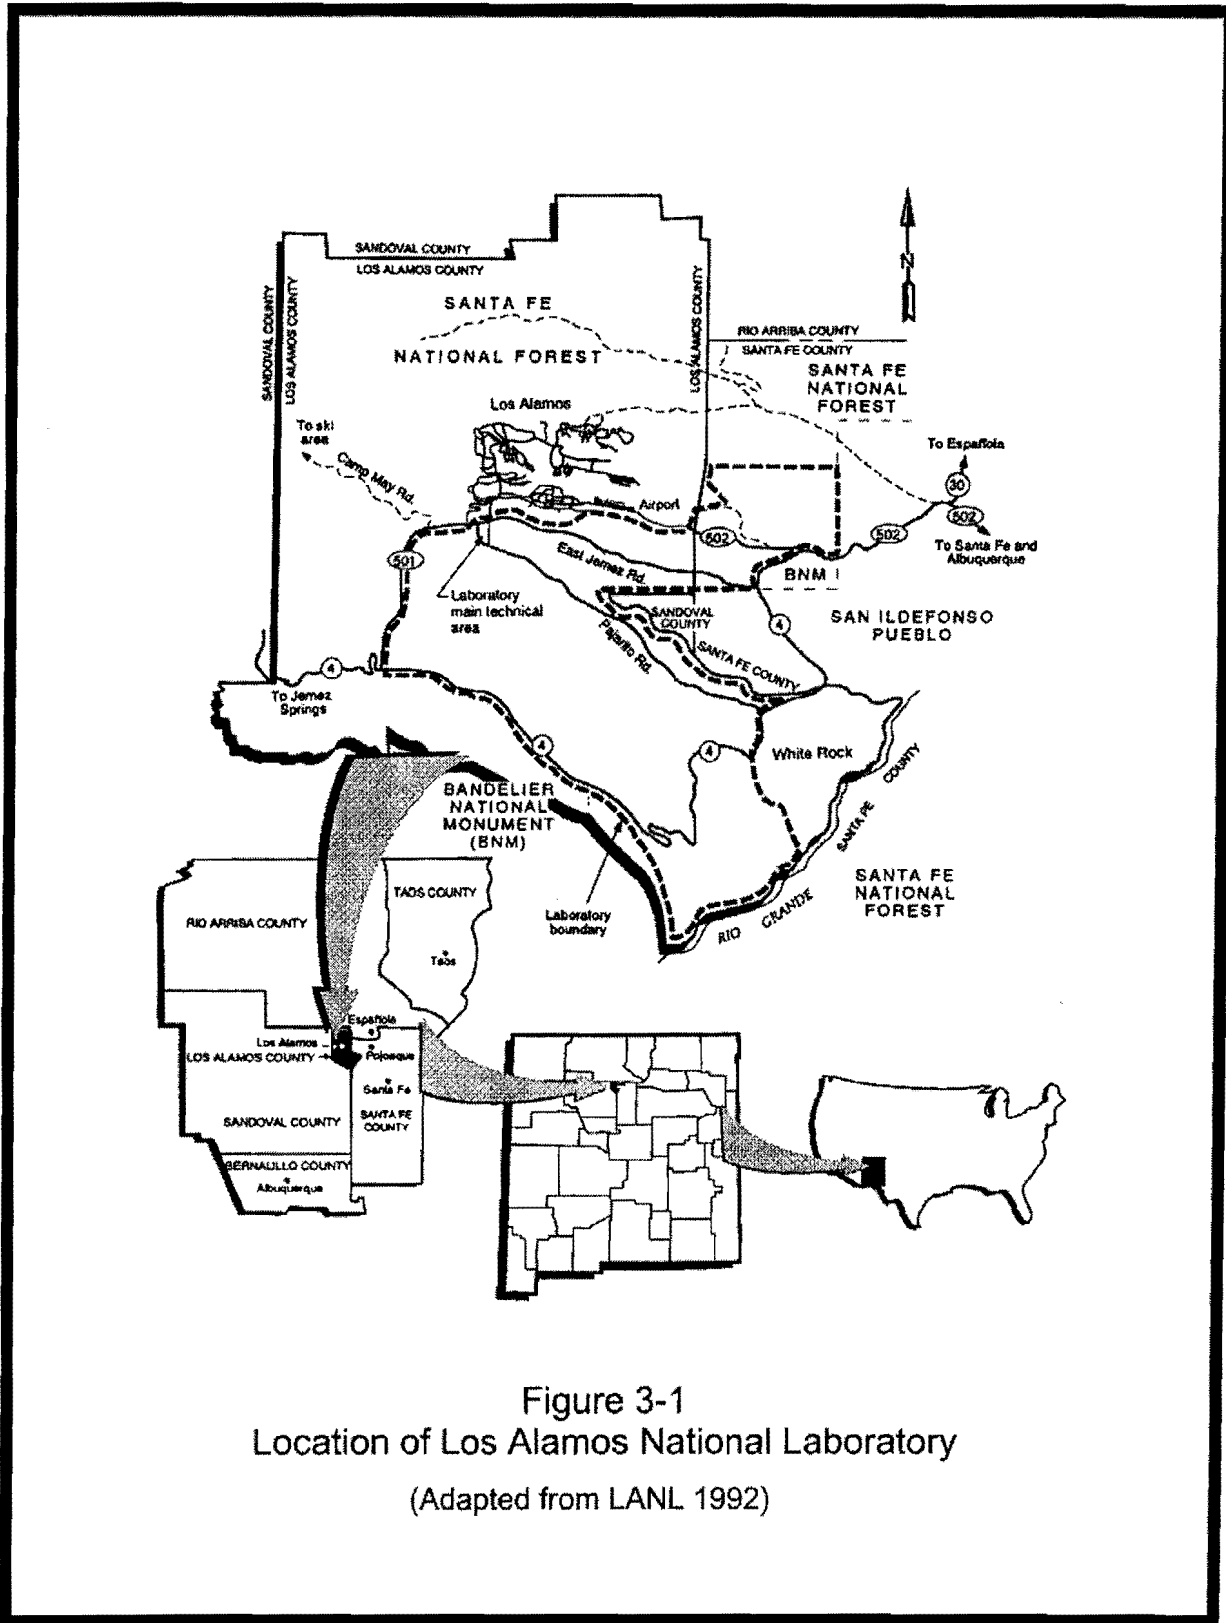 SANDOVAL COUNTY
LOS ALAMOS COUNTY
SANDOVAL COUNTY
LOS ALAMOS COUNTY
LOS ALAMOS COUNTY
N
SANTA FE
NATIONAL FOREST
RIO ARRIBA COUNTY
SANTA FE COUNTY
SANTA FE
NATIONAL
FOREST
Los Alamos
To ski
area
Camp May Rd.
To Española
30
502
To Santa Fe and
Albuquerque
Airport
502
502
501
East Jemez Rd.
BNM
Laboratory
main technical
area
SANDOVAL
COUNTY
SANTA FE COUNTY
Pajarito Rd.
4
SAN ILDEFONSO
PUEBLO
4
To Jemez
Springs
4
4
White Rock
BANDELIER
NATIONAL
MONUMENT
(BNM)
SANTA FE COUNTY
Laboratory
boundary
RIO GRANDE
SANTA FE
NATIONAL
FOREST
RIO ARRIBA COUNTY
TAOS COUNTY
Taos
Española
Los Alamos
LOS ALAMOS COUNTY
Pojoaque
Santa Fe
SANDOVAL COUNTY
SANTA FE
COUNTY
BERNALILLO COUNTY
Albuquerque
Figure 3-1
Location of Los Alamos National Laboratory
(Adapted from LANL 1992)